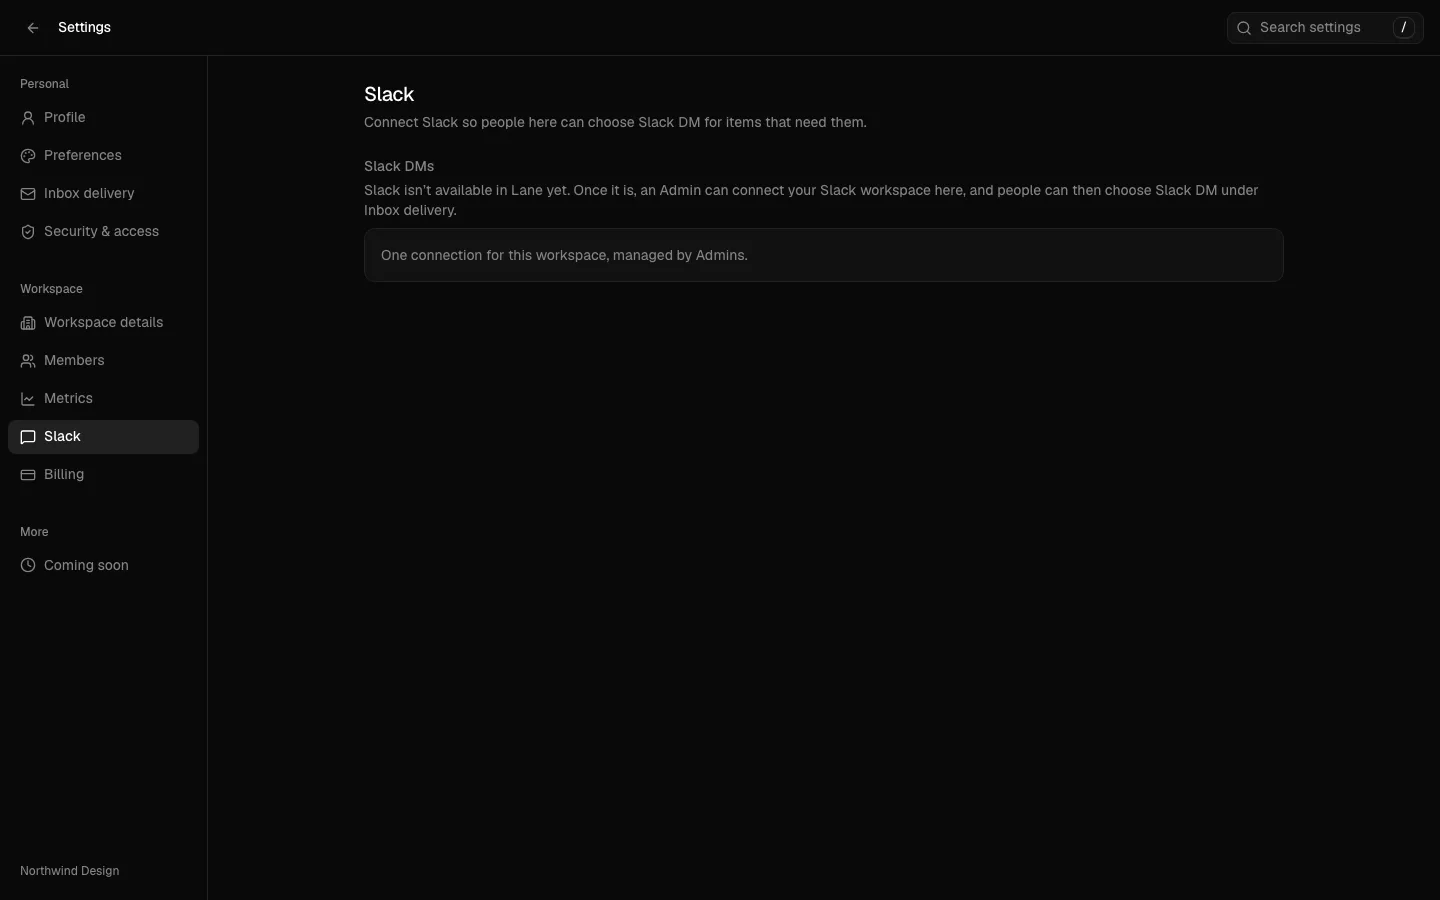 Settings
Search settings
/
Personal
Profile
Preferences
Inbox delivery
Security & access
Workspace
Workspace details
Members
Metrics
Slack
Billing
More
Coming soon
Northwind Design
Slack
Connect Slack so people here can choose Slack DM for items that need them.
Slack DMs
Slack isn't available in Lane yet. Once it is, an Admin can connect your Slack workspace here, and people can then choose Slack DM under
Inbox delivery.
One connection for this workspace, managed by Admins.